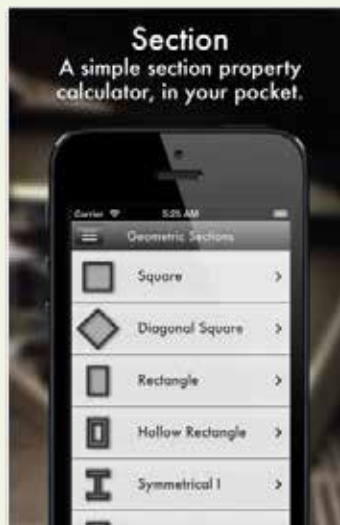 Section
A simple section property
calculator, in your pocket.
Carrier 5:25 AM
Geometric Sections
Square
Diagonal Square
Rectangle
Hollow Rectangle
Symmetrical I